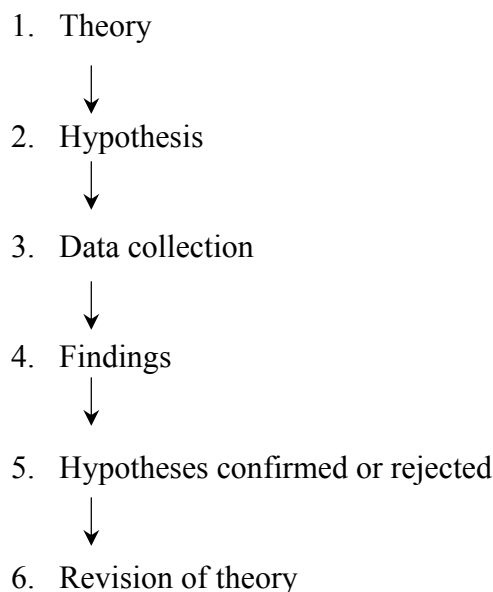 1. Theory
2. Hypothesis
3. Data collection
4. Findings
5. Hypotheses confirmed or rejected
6. Revision of theory